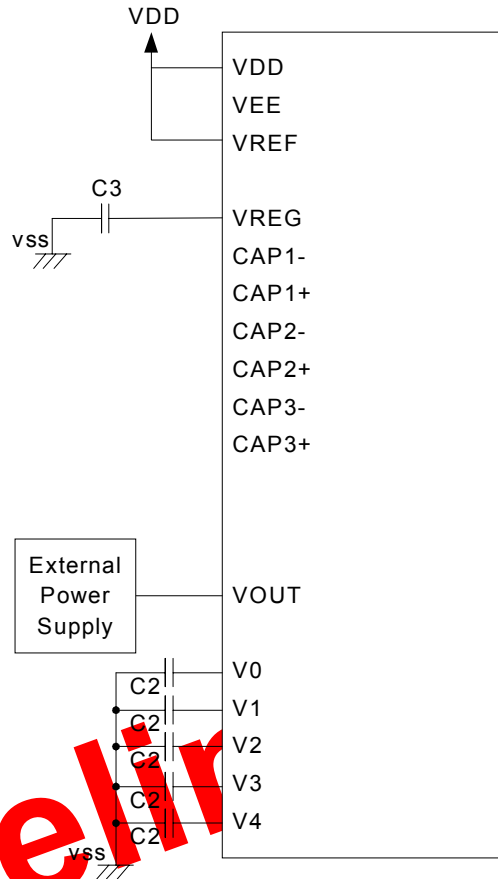 VDD
VDD
VEE
VREF
C3
VREG
vss
CAP1-
CAP1+
CAP2-
CAP2+
CAP3-
CAP3+
External
Power
Supply
VOUT
V0
C2
V1
C2
V2
C2
V3
C2
V4
C2
vss